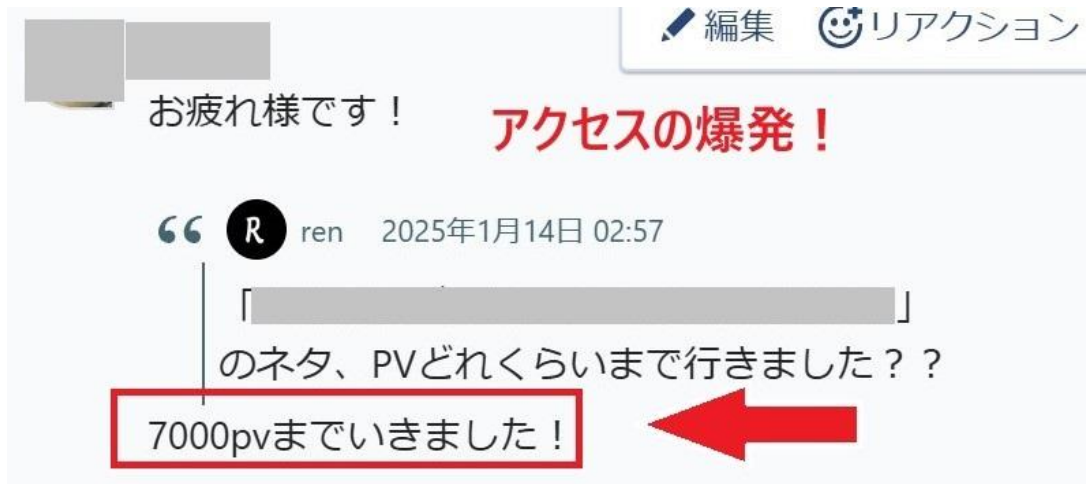 編集 リアクション
お疲れ様です！
アクセスの爆発！
R ren 2025年1月14日 02:57
「 」
のネタ、PVどれくらいまで行きました？？
7000pvまでいきました！